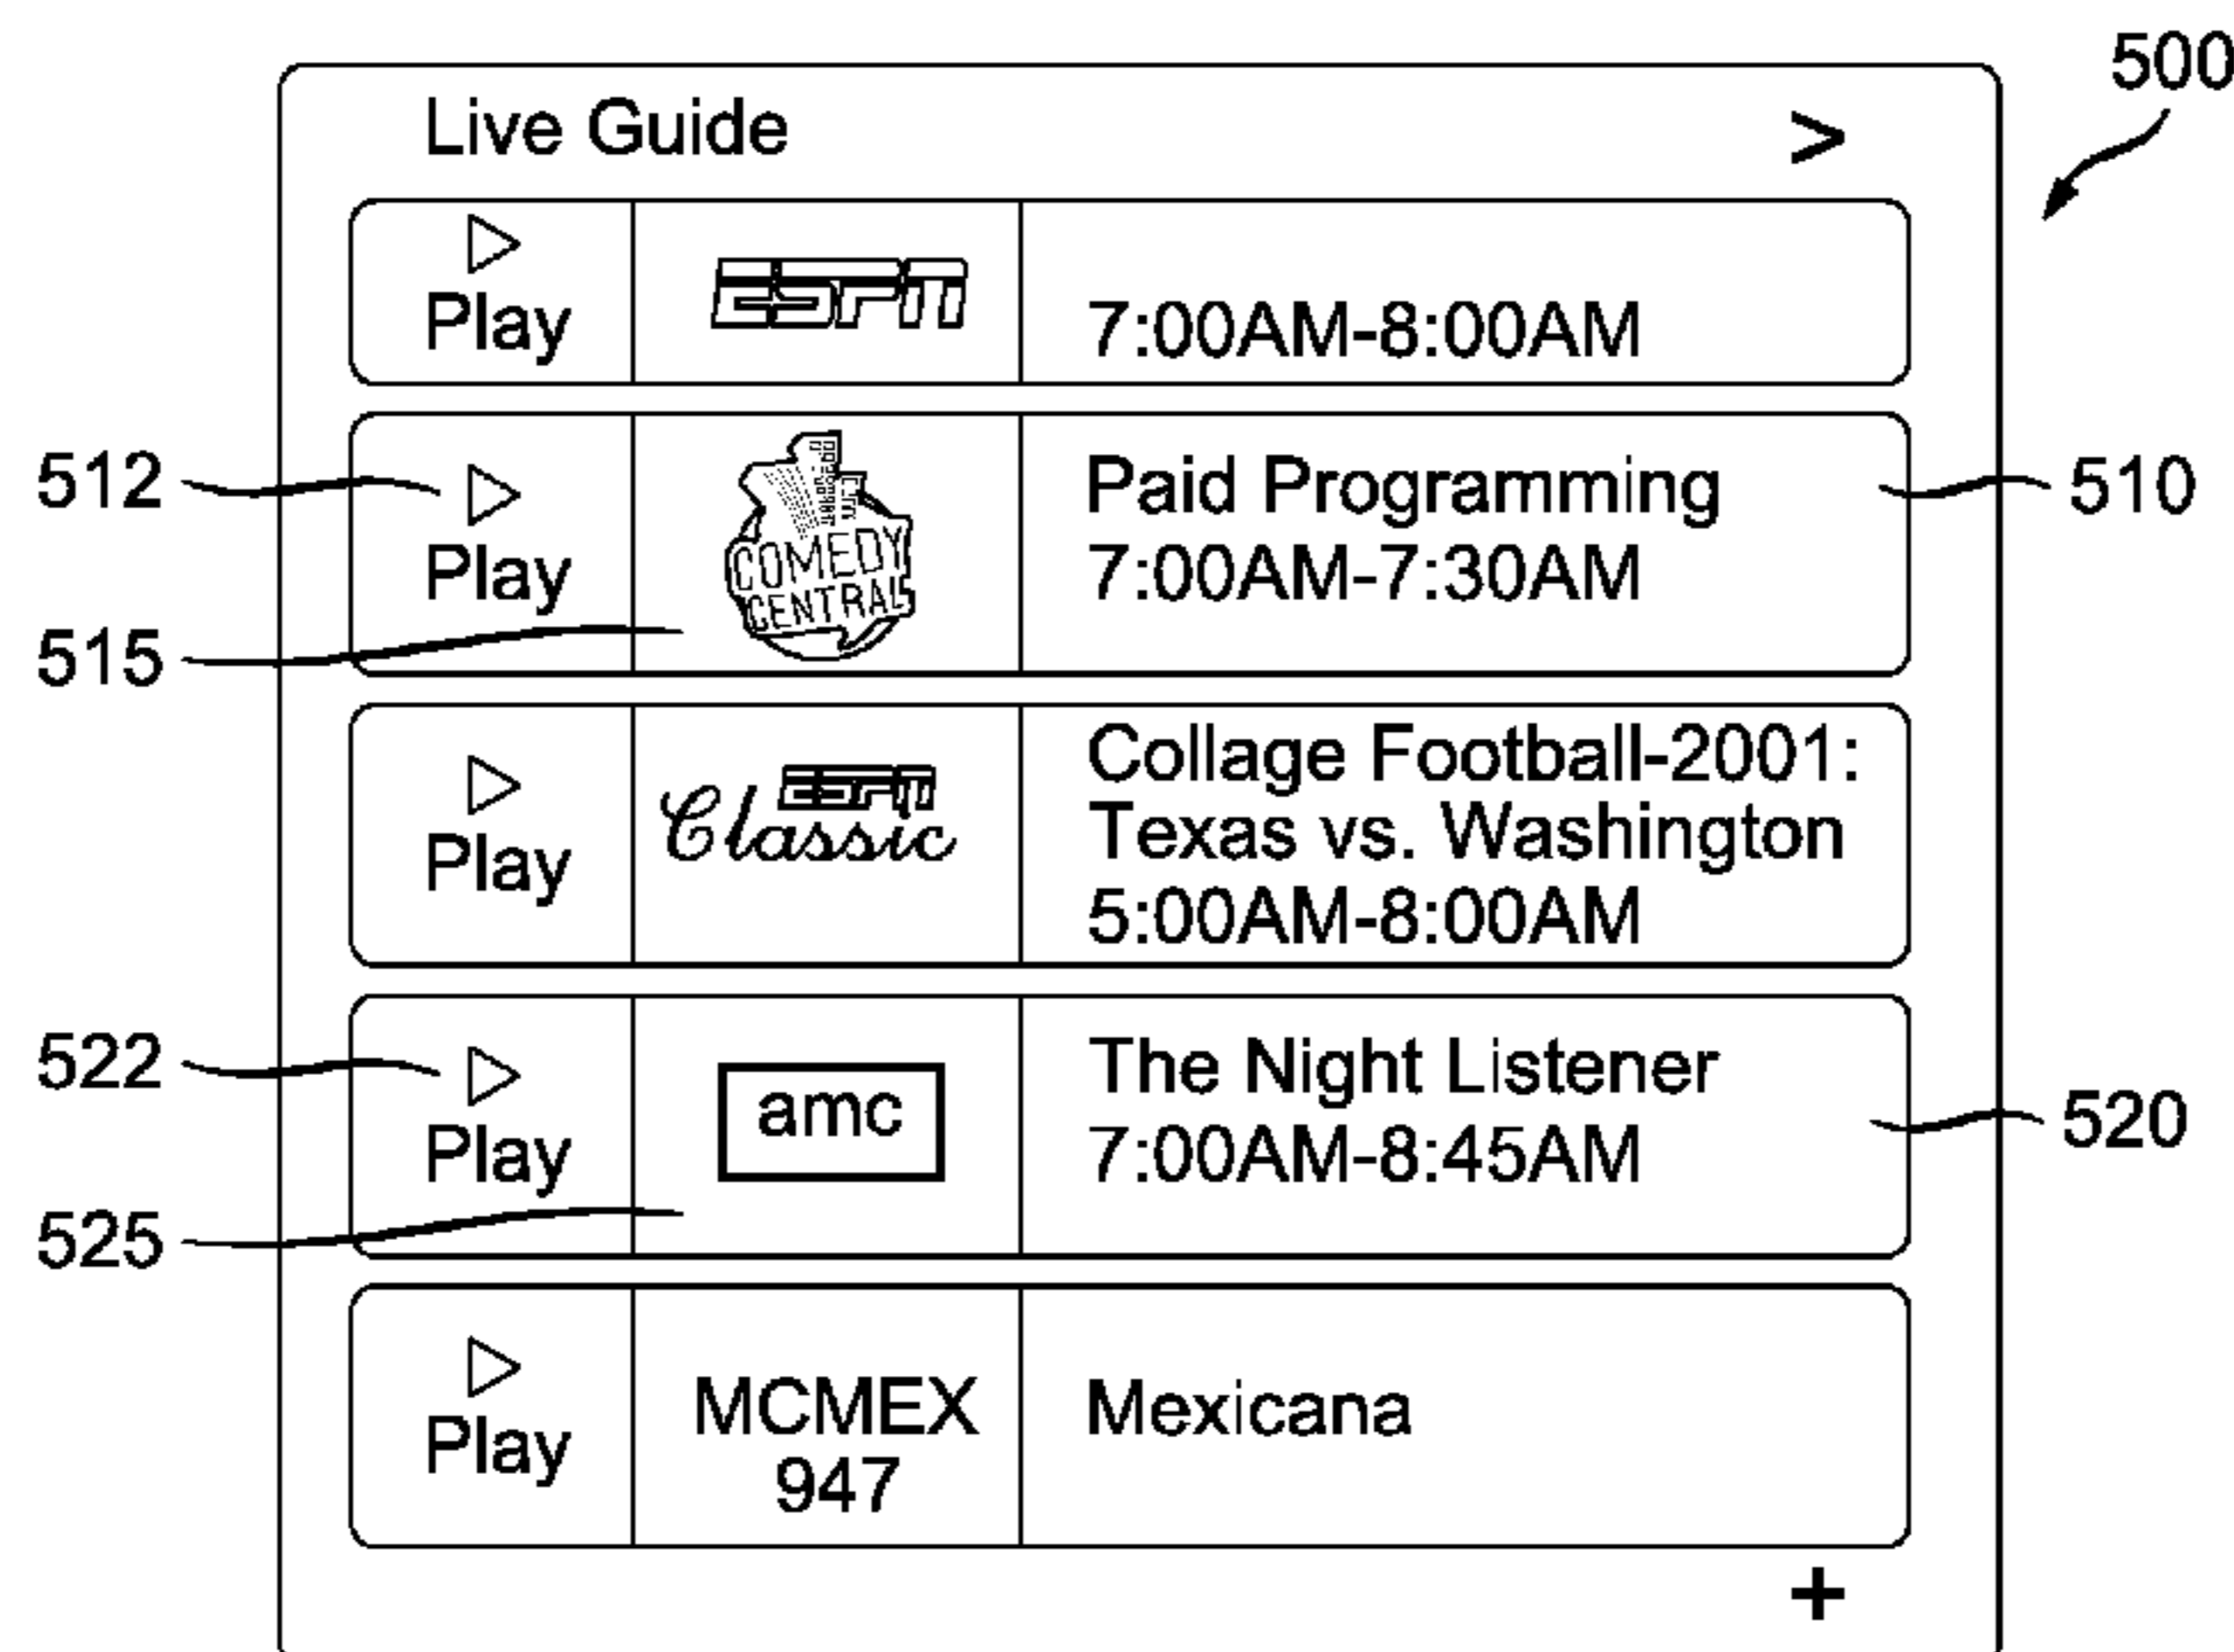 500
Live Guide >
Play
ESPN
7:00AM-8:00AM
512
Play
515
COMEDY
CENTRAL
Paid Programming
7:00AM-7:30AM
510
Play
ESPN
Classic
Collage Football-2001:
Texas vs. Washington
5:00AM-8:00AM
522
Play
525
amc
The Night Listener
7:00AM-8:45AM
520
Play
MCMEX
947
Mexicana
+